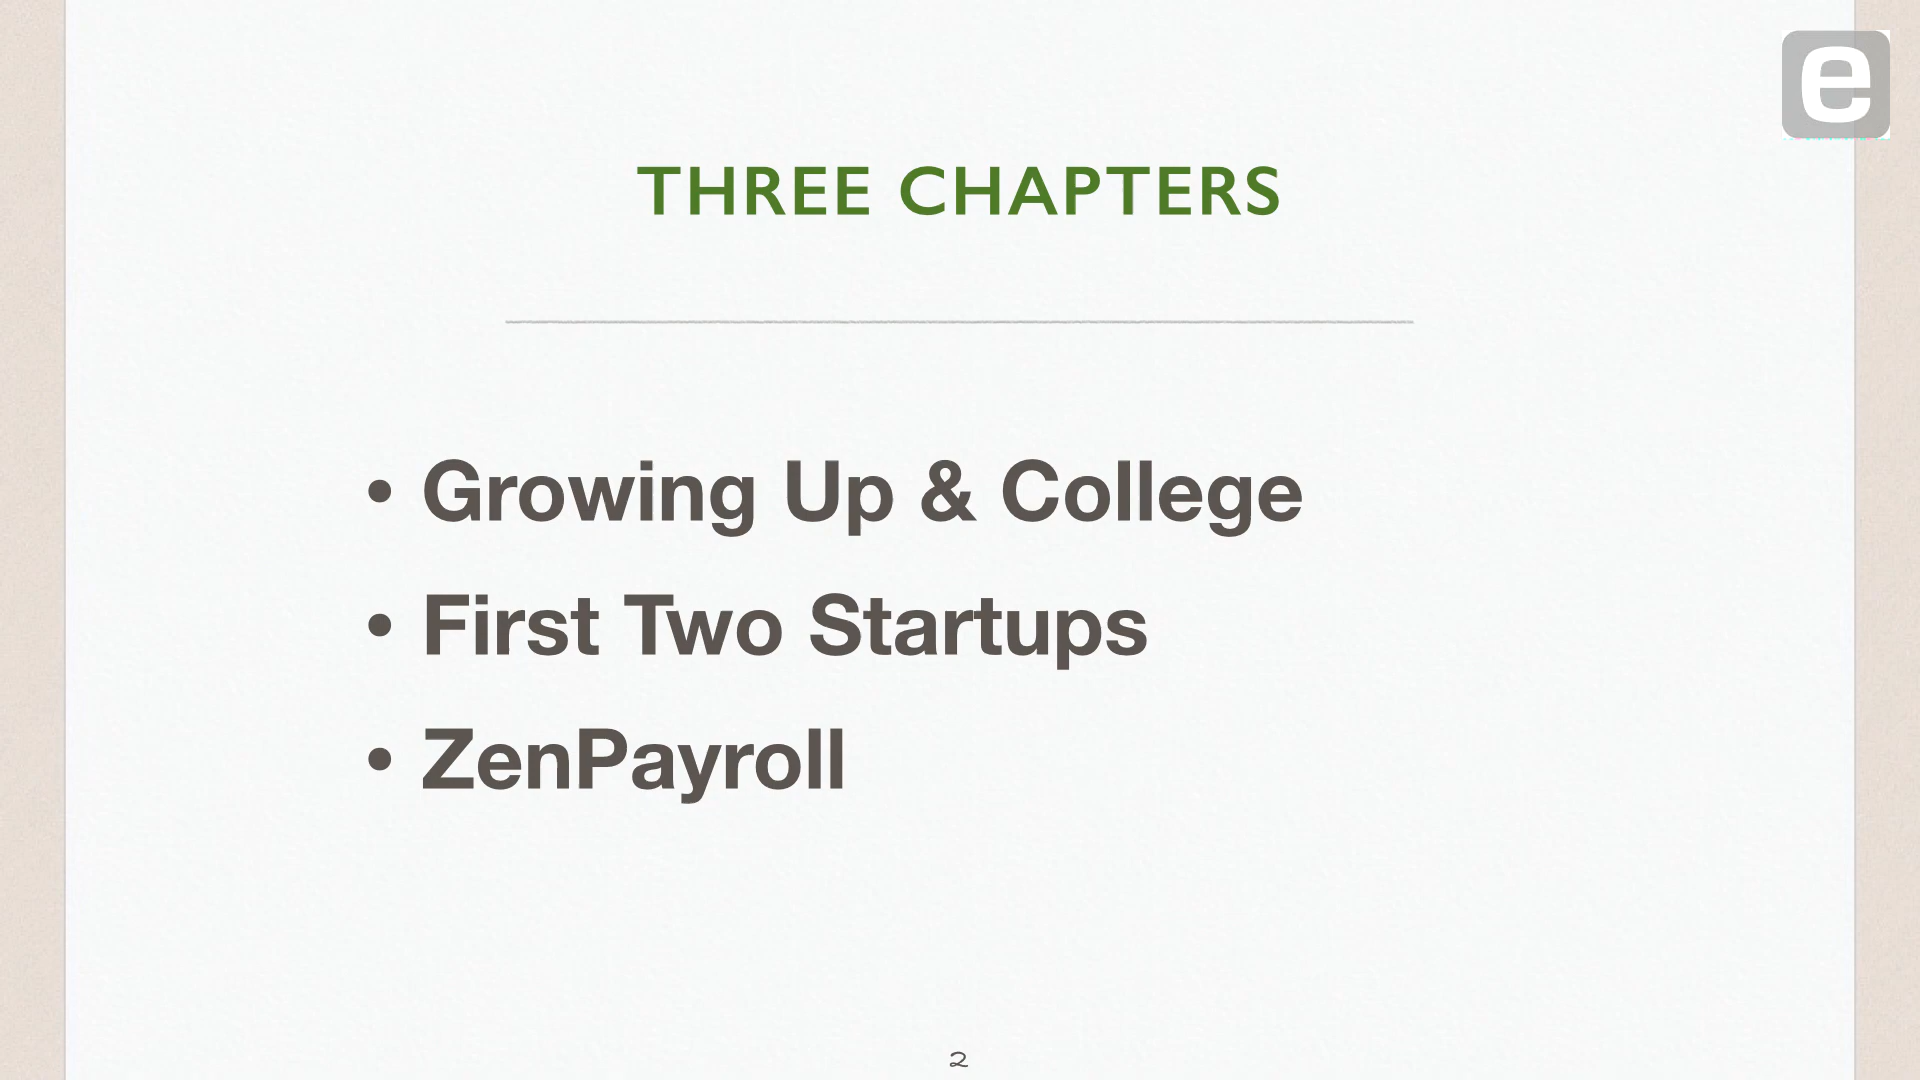 e
THREE CHAPTERS
• Growing Up & College
• First Two Startups
• ZenPayroll
2